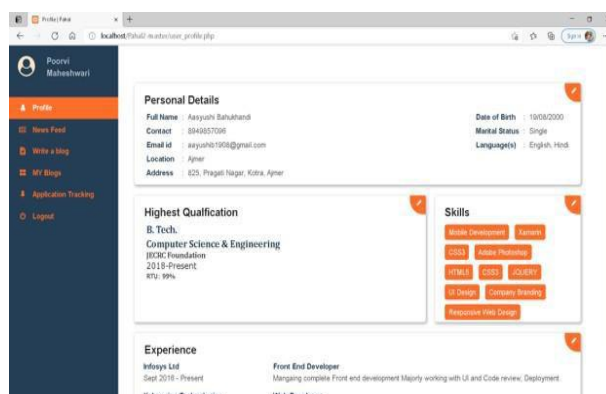 Profile | Pahal
localhost/Pahal2-master/user_profile.php
Sign in
Poorvi
Maheshwari
Profile
News Feed
Write a blog
MY Blogs
Application Tracking
Logout
Personal Details
Full Name : Aasyushi Bahukhandi
Contact : 8949857096
Email id : aayushib1908@gmail.com
Location : Ajmer
Address : 825, Pragati Nagar, Kotra, Ajmer
Date of Birth : 19/08/2000
Marital Status : Single
Language(s) : English, Hindi
Highest Qualfication
B. Tech.
Computer Science & Engineering
JECRC Foundation
2018-Present
RTU: 99%
Skills
Mobile Development Xamarin
CSS3 Adobe Photoshop
HTML5 CSS3 JQUERY
UI Design Company Branding
Responsive Web Design
Experience
Infosys Ltd
Sept 2016 - Present
Front End Developer
Mangaing complete Front end development Majorly working with UI and Code review, Deployment